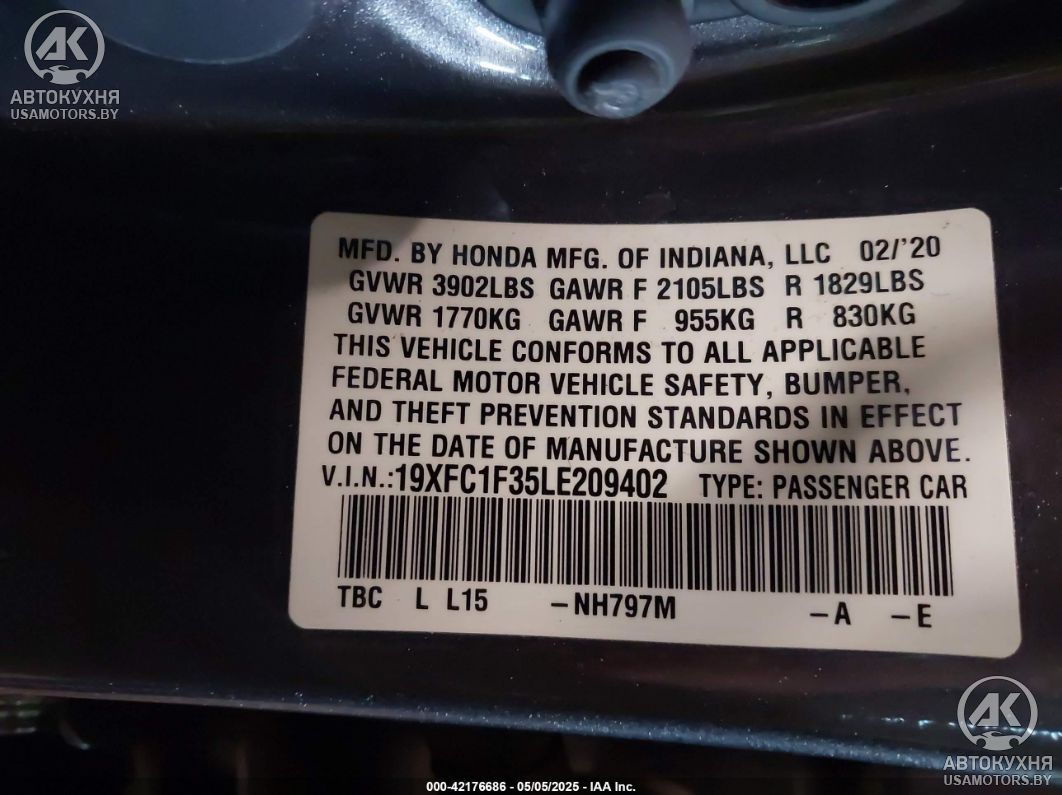 AK
АВТОКУХНЯ
USAMOTORS.BY
MFD. BY HONDA MFG. OF INDIANA, LLC 02/'20
GVWR 3902LBS GAWR F 2105LBS R 1829LBS
GVWR 1770KG GAWR F 955KG R 830KG
THIS VEHICLE CONFORMS TO ALL APPLICABLE
FEDERAL MOTOR VEHICLE SAFETY, BUMPER,
AND THEFT PREVENTION STANDARDS IN EFFECT
ON THE DATE OF MANUFACTURE SHOWN ABOVE.
V.I.N.:19XFC1F35LE209402 TYPE: PASSENGER CAR
TBC L L15 -NH797M -A -E
AK
АВТОКУХНЯ
USAMOTORS.BY
000-42176686 - 05/05/2025 - IAA Inc.